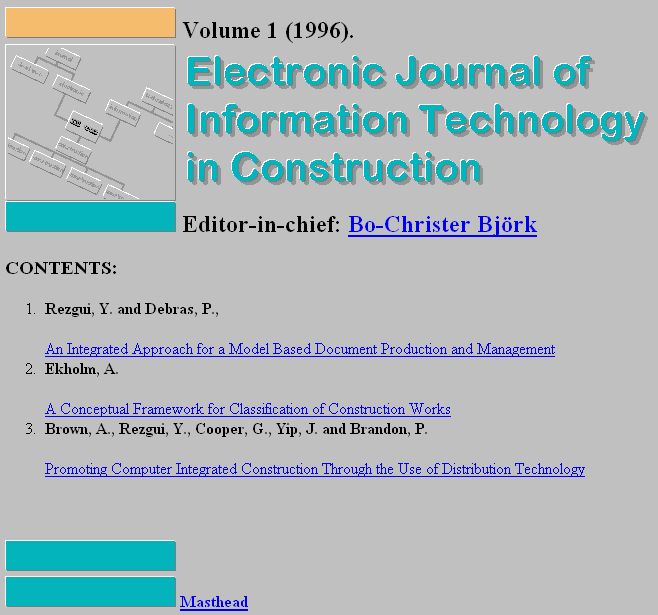 Volume 1 (1996).
Electronic Journal of
Information Technology
in Construction
Editor-in-chief: Bo-Christer Björk
CONTENTS:
1. Rezgui, Y. and Debras, P.,
An Integrated Approach for a Model Based Document Production and Management
2. Ekholm, A.
A Conceptual Framework for Classification of Construction Works
3. Brown, A., Rezgui, Y., Cooper, G., Yip, J. and Brandon, P.
Promoting Computer Integrated Construction Through the Use of Distribution Technology
Masthead